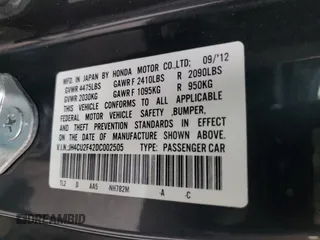 MFD. IN JAPAN BY HONDA MOTOR CO.,LTD; 09/'12
GVWR 4475LBS GAWR F 2410LBS R 2090LBS
GVWR 2030KG GAWR F 1095KG R 950KG
THIS VEHICLE CONFORMS TO ALL APPLICABLE
FEDERAL MOTOR VEHICLE SAFETY ,BUMPER,
AND THEFT PREVENTION STANDARDS IN EFFECT
ON THE DATE OF MANUFACTURE SHOWN ABOVE.
V.I.N:JH4CU2F42DC002505 TYPE: PASSENGER CAR
TL2 AA5 NH782M -A -C
DREAMBID